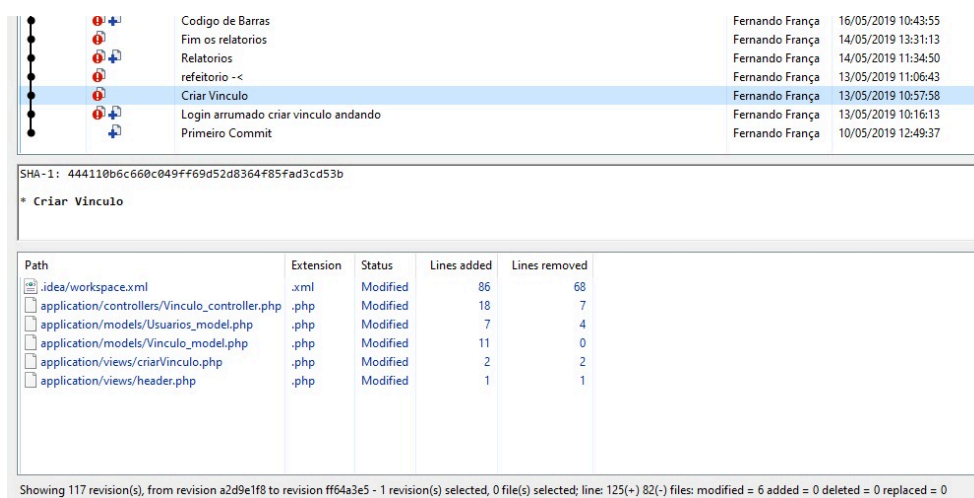 Codigo de Barras Fernando França 16/05/2019 10:43:55
Fim os relatorios Fernando França 14/05/2019 13:31:13
Relatorios Fernando França 14/05/2019 11:34:50
refeitorio -< Fernando França 13/05/2019 11:06:43
Criar Vinculo Fernando França 13/05/2019 10:57:58
Login arrumado criar vinculo andando Fernando França 13/05/2019 10:16:13
Primeiro Commit Fernando França 10/05/2019 12:49:37
SHA-1: 444110b6c660c049ff69d52d8364f85fad3cd53b
* Criar Vinculo
Path Extension Status Lines added Lines removed
.idea/workspace.xml .xml Modified 86 68
application/controllers/Vinculo_controller.php .php Modified 18 7
application/models/Usuarios_model.php .php Modified 7 4
application/models/Vinculo_model.php .php Modified 11 0
application/views/criarVinculo.php .php Modified 2 2
application/views/header.php .php Modified 1 1
Showing 117 revision(s), from revision a2d9e1f8 to revision ff64a3e5 - 1 revision(s) selected, 0 file(s) selected; line: 125(+) 82(-) files: modified = 6 added = 0 deleted = 0 replaced = 0